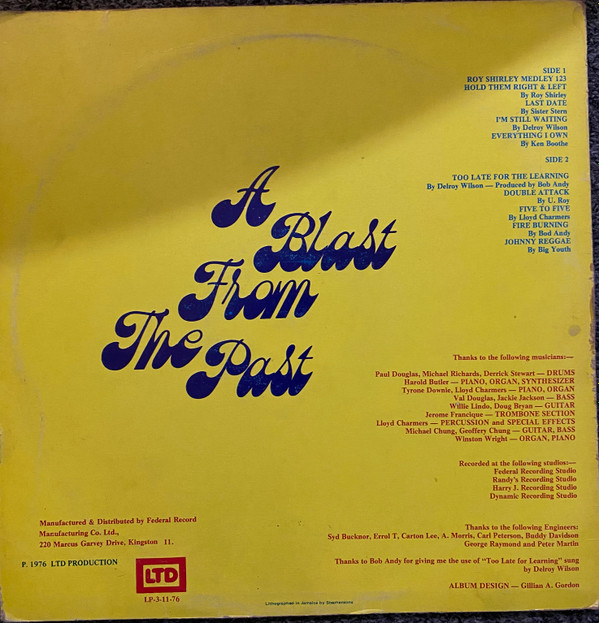 SIDE 1
ROY SHIRLEY MEDLEY 123
HOLD THEM RIGHT & LEFT
By Roy Shirley
LAST DATE
By Sister Stern
I'M STILL WAITING
By Delroy Wilson
EVERYTHING I OWN
By Ken Boothe
SIDE 2
TOO LATE FOR THE LEARNING
By Delroy Wilson — Produced by Bob Andy
DOUBLE ATTACK
By U. Roy
FIVE TO FIVE
By Lloyd Charmers
FIRE BURNING
By Bod Andy
JOHNNY REGGAE
By Big Youth
A
Blast
From
The
Past
Thanks to the following musicians:—
Paul Douglas, Michael Richards, Derrick Stewart — DRUMS
Harold Butler — PIANO, ORGAN, SYNTHESIZER
Tyrone Downie, Lloyd Charmers — PIANO, ORGAN
Val Douglas, Jackie Jackson — BASS
Willie Lindo, Doug Bryan — GUITAR
Jerome Francique — TROMBONE SECTION
Lloyd Charmers — PERCUSSION and SPECIAL EFFECTS
Michael Chung, Geoffery Chung — GUITAR, BASS
Winston Wright — ORGAN, PIANO
Recorded at the following studios:—
Federal Recording Studio
Randy's Recording Studio
Harry J. Recording Studio
Dynamic Recording Studio
Thanks to the following Engineers:
Syd Bucknor, Errol T, Carton Lee, A. Morris, Carl Peterson, Buddy Davidson
George Raymond and Peter Martin
Thanks to Bob Andy for giving me the use of "Too Late for Learning" sung
by Delroy Wilson
ALBUM DESIGN — Gillian A. Gordon
Manufactured & Distributed by Federal Record
Manufacturing Co. Ltd.,
220 Marcus Garvey Drive, Kingston 11.
P. 1976 LTD PRODUCTION
LTD
LP-3-11-76
Lithographed in Jamaica by Stephensons